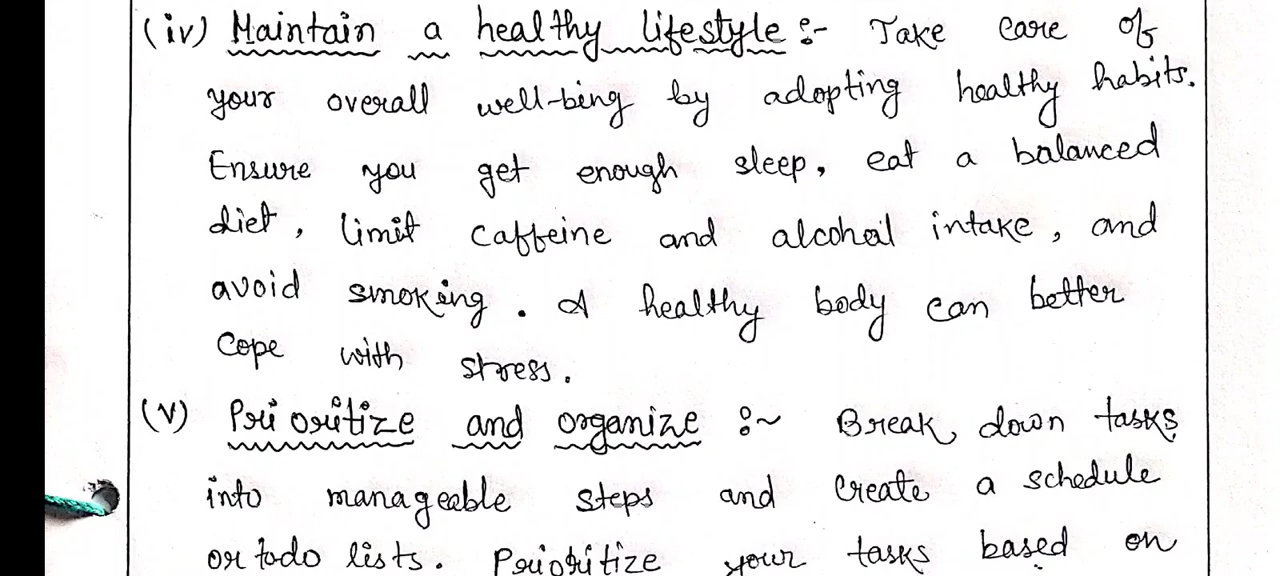 (iv) Maintain a healthy lifestyle :- Take care of
your overall well-bing by adopting healthy habits.
Ensure you get enough sleep, eat a balanced
diet, limit caffeine and alcohol intake, and
avoid smoking. A healthy body can better
cope with stress.
(v) Prioritize and organize :~ Break down tasks
into manageable steps and create a schedule
or todo lists. Prioritize your tasks based on